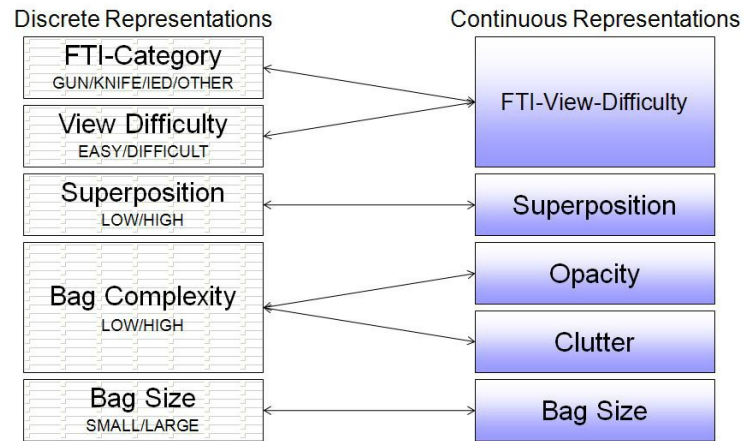 Discrete Representations
Continuous Representations
FTI-Category
GUN/KNIFE/IED/OTHER
View Difficulty
EASY/DIFFICULT
FTI-View-Difficulty
Superposition
LOW/HIGH
Superposition
Bag Complexity
LOW/HIGH
Opacity
Clutter
Bag Size
SMALL/LARGE
Bag Size